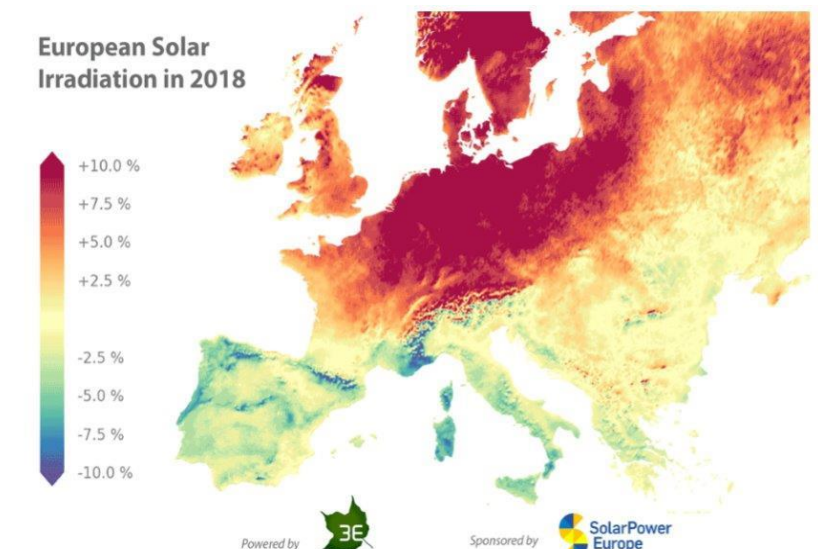 European Solar
Irradiation in 2018
+10.0 %
+7.5 %
+5.0 %
+2.5 %
-2.5 %
-5.0 %
-7.5 %
-10.0 %
Powered by
3E
Sponsored by
SolarPower
Europe